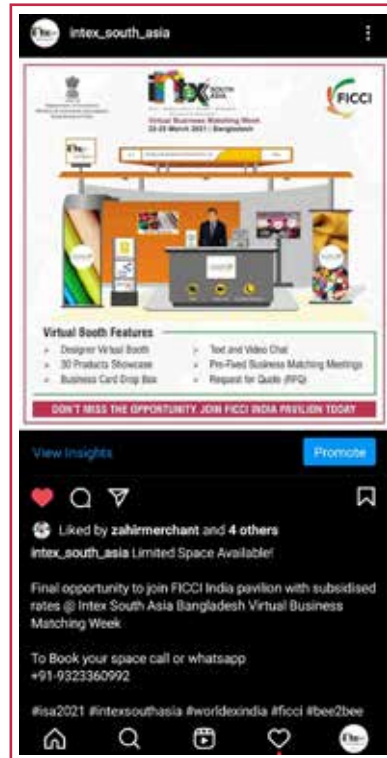 intex_south_asia
SOUTH
ASIA
FICCI
Virtual Business Matching Week
22-25 March 2021 | Bangladesh
Virtual Booth Features
Designer Virtual Booth
30 Products Showcase
Business Card Drop Box
Text and Video Chat
Pre-Fixed Business Matching Meetings
Request for Quote (RFQ)
DON'T MISS THE OPPORTUNITY JOIN FICCI INDIA PAVILION TODAY
View Insights
Promote
Liked by zahirmerchant and 4 others
intex_south_asia Limited Space Available!
Final opportunity to join FICCI India pavilion with subsidised
rates @ Intex South Asia Bangladesh Virtual Business
Matching Week
To Book your space call or whatsapp
+91-9323360992
#isa2021 #intexsouthasia #worldexindia #ficci #bee2bee